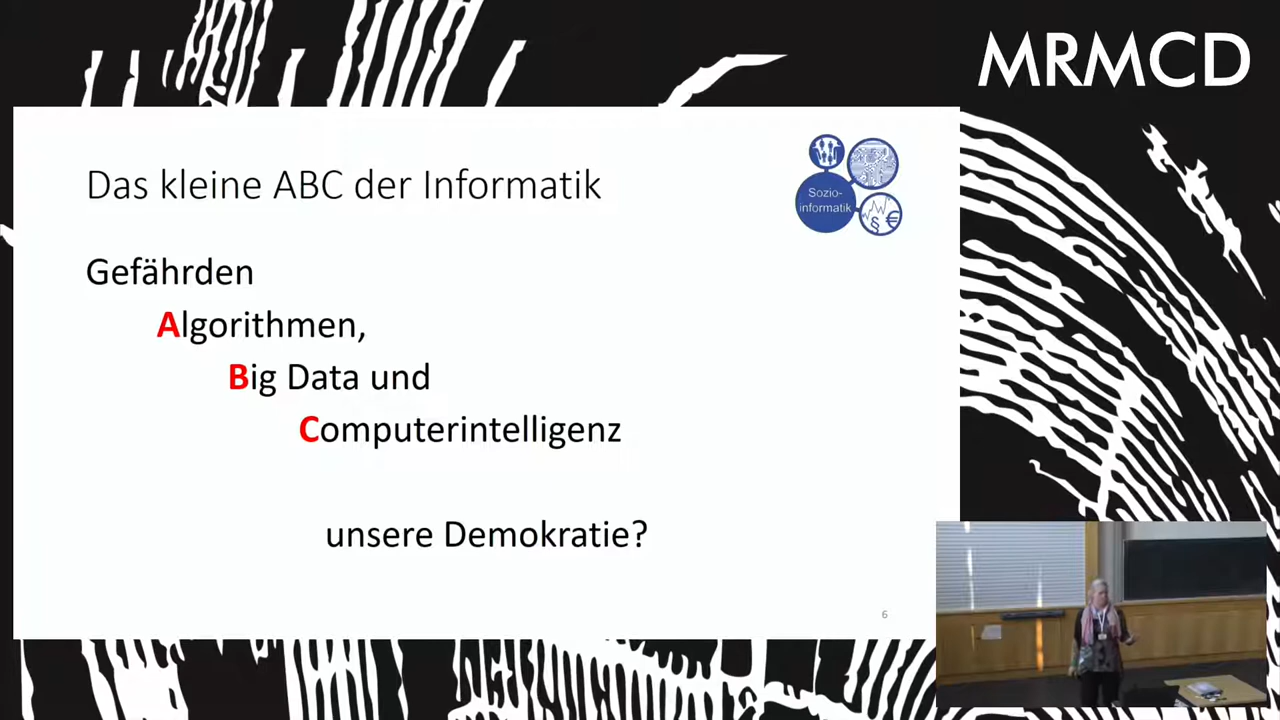 MRMCD
Das kleine ABC der Informatik
Sozio-
informatik
§ €
Gefährden
Algorithmen,
Big Data und
Computerintelligenz
unsere Demokratie?
6